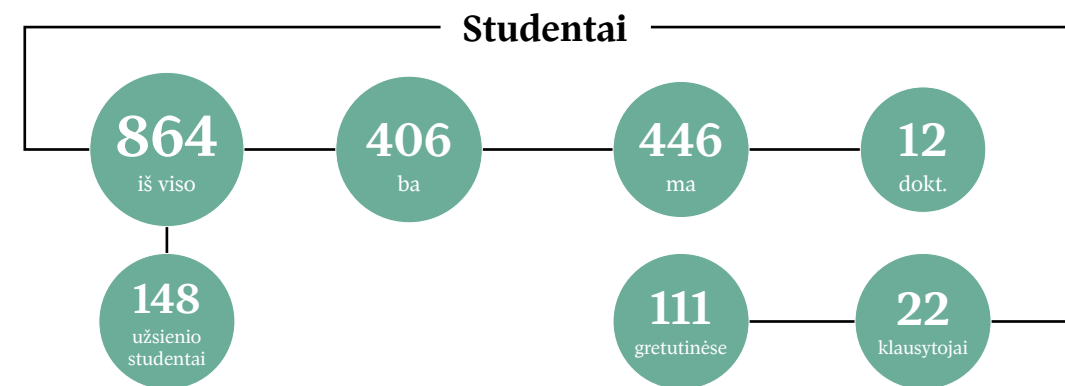 Studentai
864
iš viso
406
ba
446
ma
12
dokt.
148
užsienio
studentai
111
gretutinėse
22
klausytojai